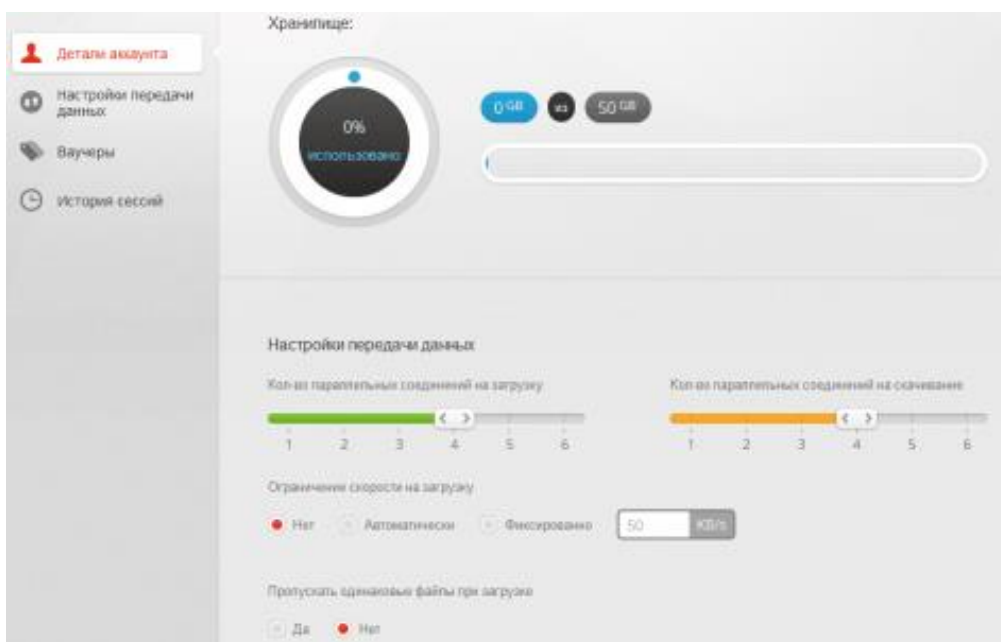 Хранилище:
Детали аккаунта
Настройки передачи
данных
Ваучеры
История сессий
0%
использовано
0 GB из 50 GB
Настройки передачи данных
Кол-во параллельных соединений на загрузку
1 2 3 4 5 6
Кол-во параллельных соединений на скачивание
1 2 3 4 5 6
Ограничение скорости на загрузку
Нет Автоматически Фиксированно 50 KB/s
Пропускать одинаковые файлы при загрузке
Да Нет